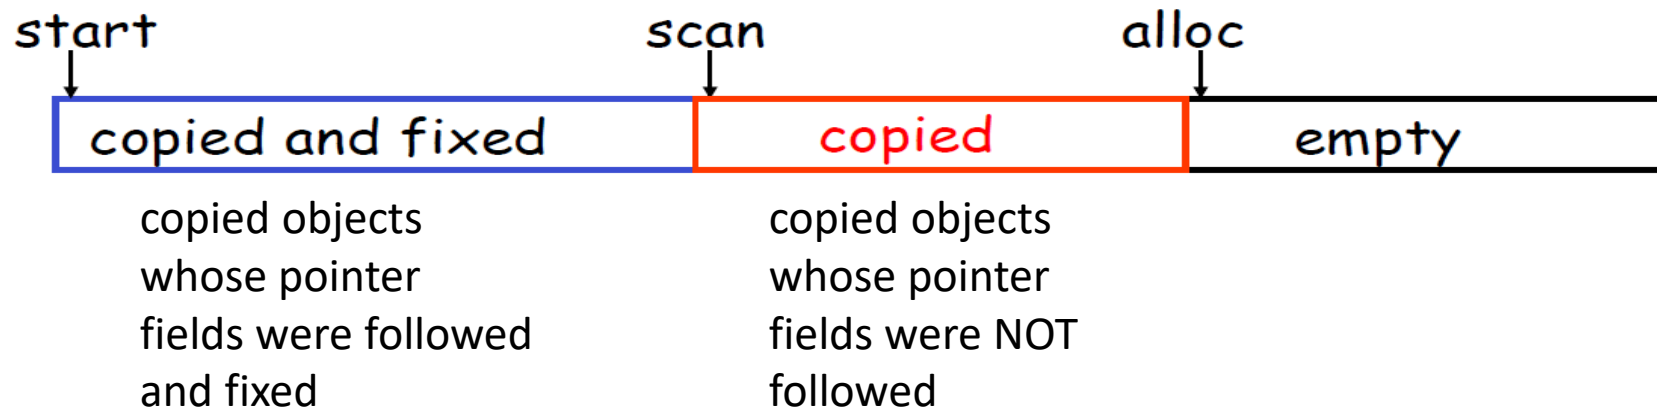 start scan alloc
copied and fixed copied empty
copied objects
whose pointer
fields were followed
and fixed
copied objects
whose pointer
fields were NOT
followed